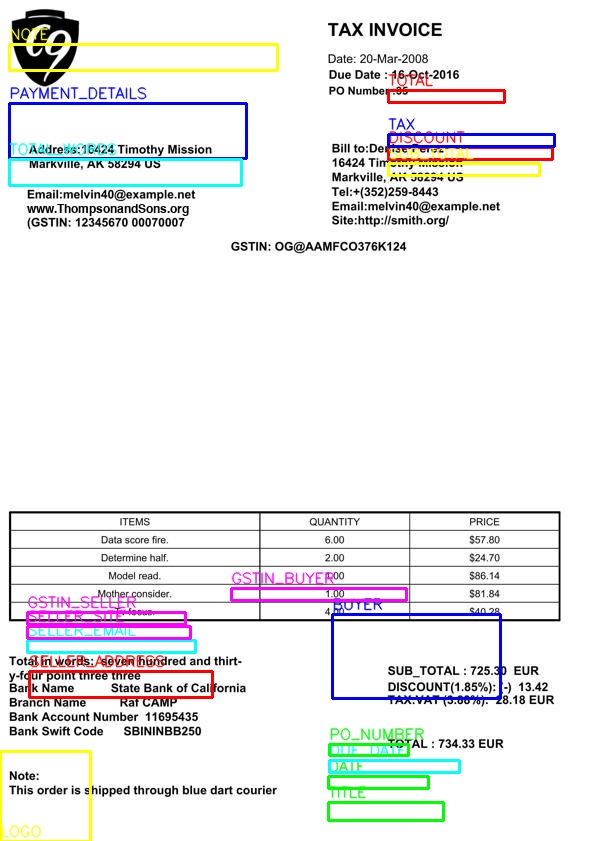 C9
NOTE
TAX INVOICE
Date: 20-Mar-2008
Due Date : 16-Oct-2016
TOTAL
PO Number :85
PAYMENT_DETAILS
TAX
DISCOUNT
TOTAL_WORDS
Address:16424 Timothy Mission
Markville, AK 58294 US
Bill to:Denise Perez
16424 Timothy Mission
Markville, AK 58294 US
Tel:+(352)259-8443
Email:melvin40@example.net
Site:http://smith.org/
Email:melvin40@example.net
www.ThompsonandSons.org
(GSTIN: 12345670 00070007
GSTIN: OG@AAMFCO376K124
ITEMS QUANTITY PRICE
Data score fire. 6.00 $57.80
Determine half. 2.00 $24.70
Model read. 1.00 $86.14
GSTIN_BUYER
Mother consider. 1.00 $81.84
GSTIN_SELLER
BUYER
focus. 4.00 $40.28
SELLER_SITE
SELLER_EMAIL
Total in words: seven hundred and thirt-
y-four point three three
SELLER_ADDRESS
Bank Name State Bank of California
Branch Name Raf CAMP
Bank Account Number 11695435
Bank Swift Code SBININBB250
SUB_TOTAL : 725.30 EUR
DISCOUNT(1.85%): (-) 13.42
TAX:VAT (3.88%): 28.18 EUR
PO_NUMBER
TOTAL : 734.33 EUR
DUE_DATE
DATE
TITLE
Note:
This order is shipped through blue dart courier
LOGO